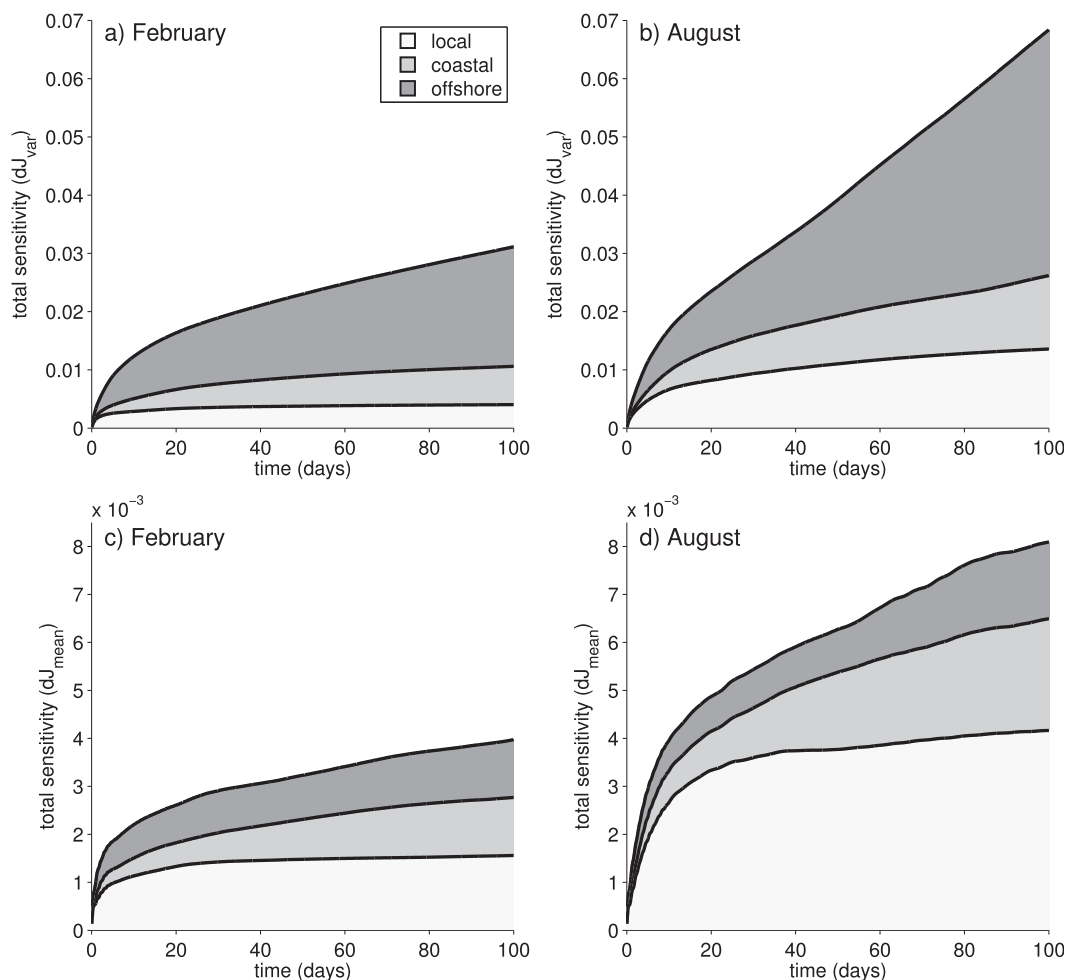 a) February
local
coastal
offshore
0.07
0.06
0.05
0.04
0.03
0.02
0.01
0
total sensitivity (dJvar)
0 20 40 60 80 100
time (days)
b) August
0.07
0.06
0.05
0.04
0.03
0.02
0.01
0
total sensitivity (dJvar)
0 20 40 60 80 100
time (days)
x 10−3
c) February
8
7
6
5
4
3
2
1
0
total sensitivity (dJmean)
0 20 40 60 80 100
time (days)
x 10−3
d) August
8
7
6
5
4
3
2
1
0
total sensitivity (dJmean)
0 20 40 60 80 100
time (days)